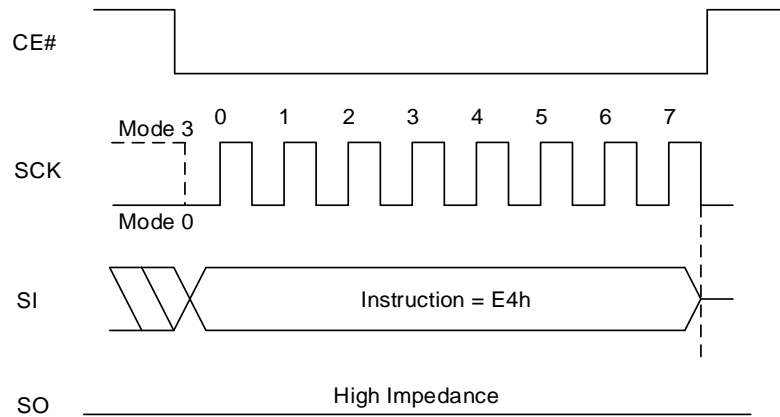 CE#
0 1 2 3 4 5 6 7
Mode 3
SCK
Mode 0
SI
Instruction = E4h
High Impedance
SO